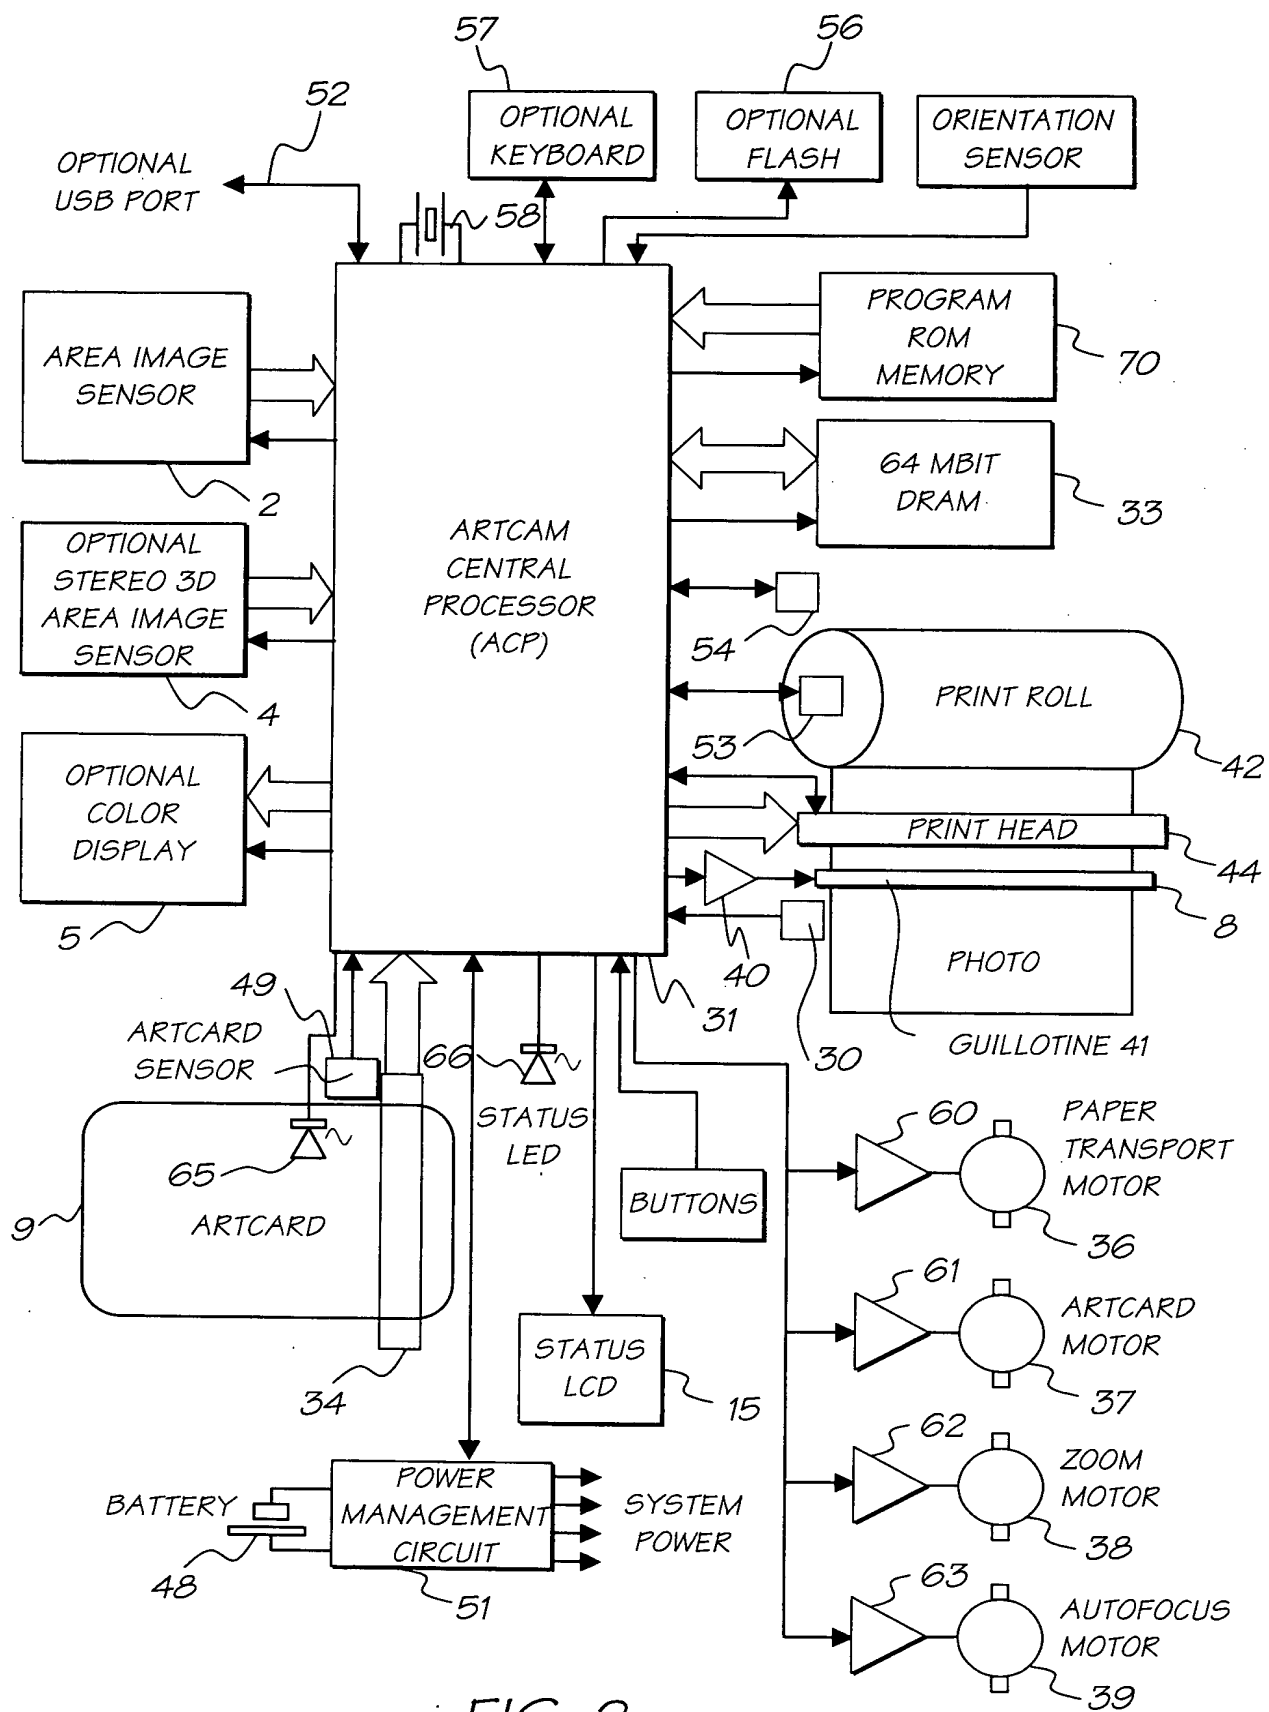 57
56
52
OPTIONAL
KEYBOARD
OPTIONAL
FLASH
ORIENTATION
SENSOR
OPTIONAL
USB PORT
58
AREA IMAGE
SENSOR
2
PROGRAM
ROM
MEMORY
70
64 MBIT
DRAM
33
ARTCAM
CENTRAL
PROCESSOR
(ACP)
OPTIONAL
STEREO 3D
AREA IMAGE
SENSOR
4
54
PRINT ROLL
53
42
OPTIONAL
COLOR
DISPLAY
5
PRINT HEAD
44
8
40
PHOTO
31
30
GUILLOTINE 41
49
ARTCARD
SENSOR
66
STATUS
LED
65
9
ARTCARD
34
BUTTONS
STATUS
LCD
15
60
PAPER
TRANSPORT
MOTOR
36
61
ARTCARD
MOTOR
37
62
ZOOM
MOTOR
38
63
AUTOFOCUS
MOTOR
39
BATTERY
48
POWER
MANAGEMENT
CIRCUIT
51
SYSTEM
POWER